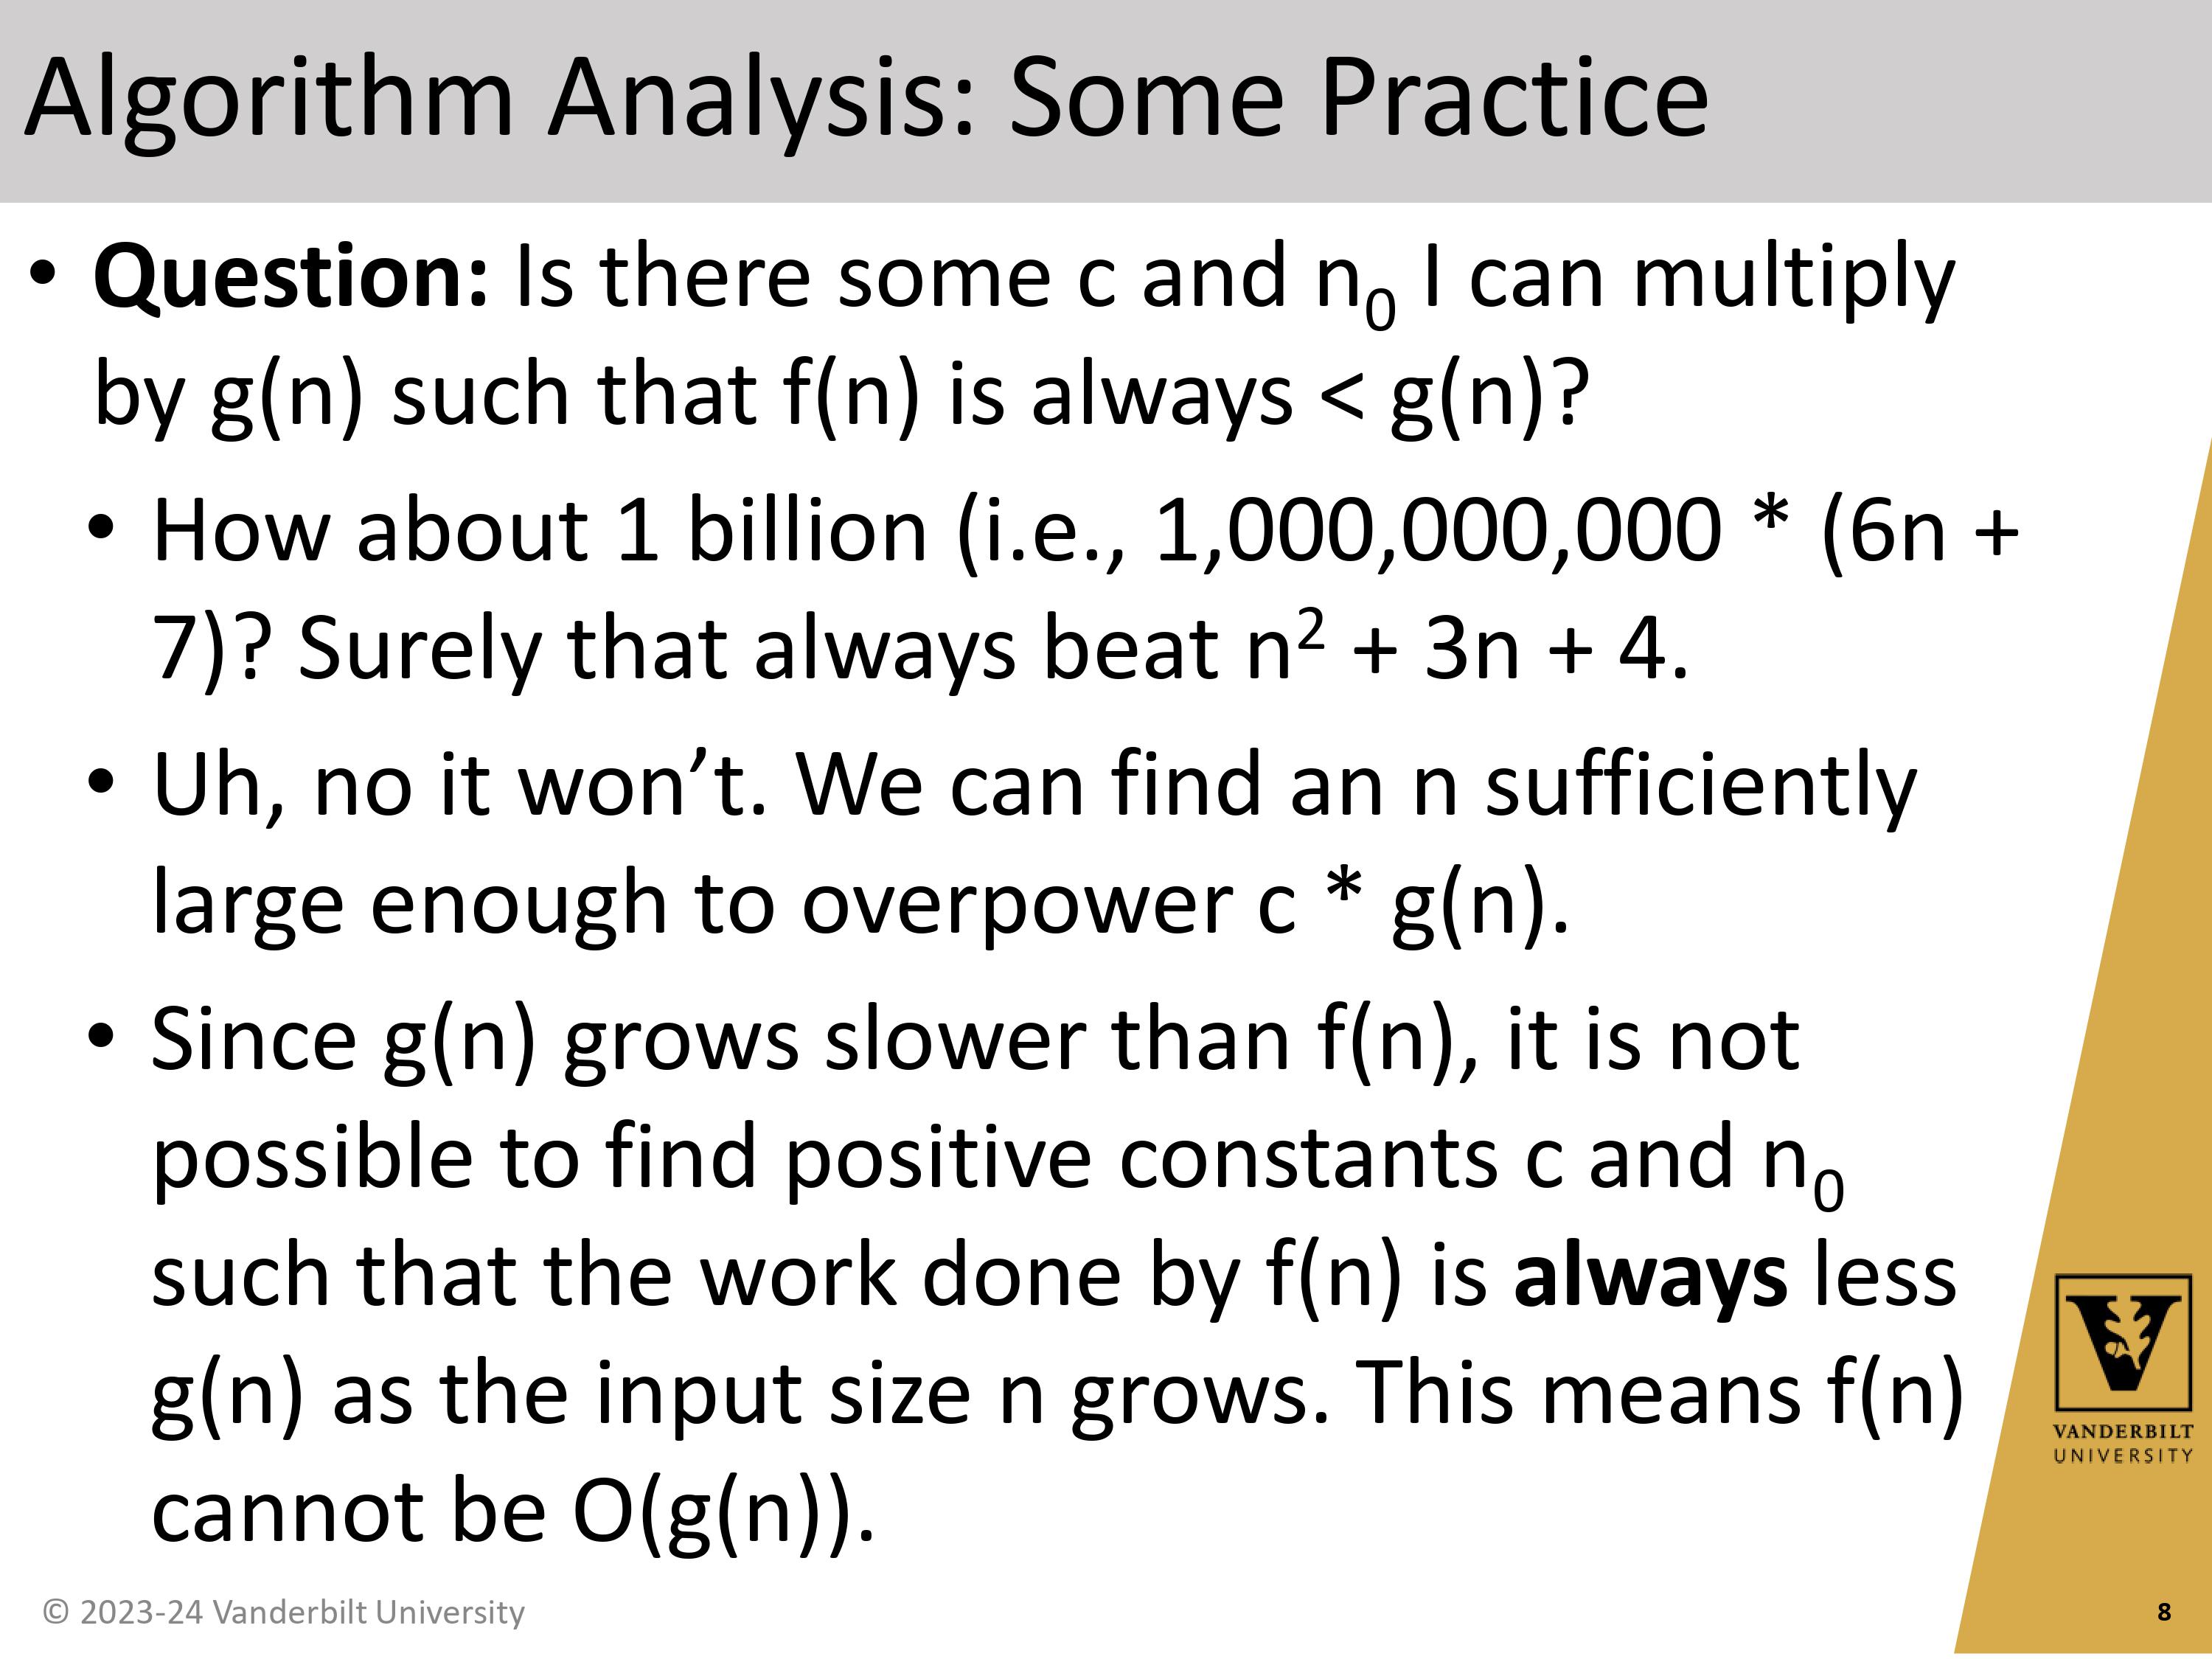 Algorithm Analysis: Some Practice
• Question: Is there some c and n₀ I can multiply
by g(n) such that f(n) is always < g(n)?
• How about 1 billion (i.e., 1,000,000,000 * (6n +
7)? Surely that always beat n² + 3n + 4.
• Uh, no it won’t. We can find an n sufficiently
large enough to overpower c * g(n).
• Since g(n) grows slower than f(n), it is not
possible to find positive constants c and n₀
such that the work done by f(n) is always less
g(n) as the input size n grows. This means f(n)
cannot be O(g(n)).
VANDERBILT
UNIVERSITY
© 2023-24 Vanderbilt University
8